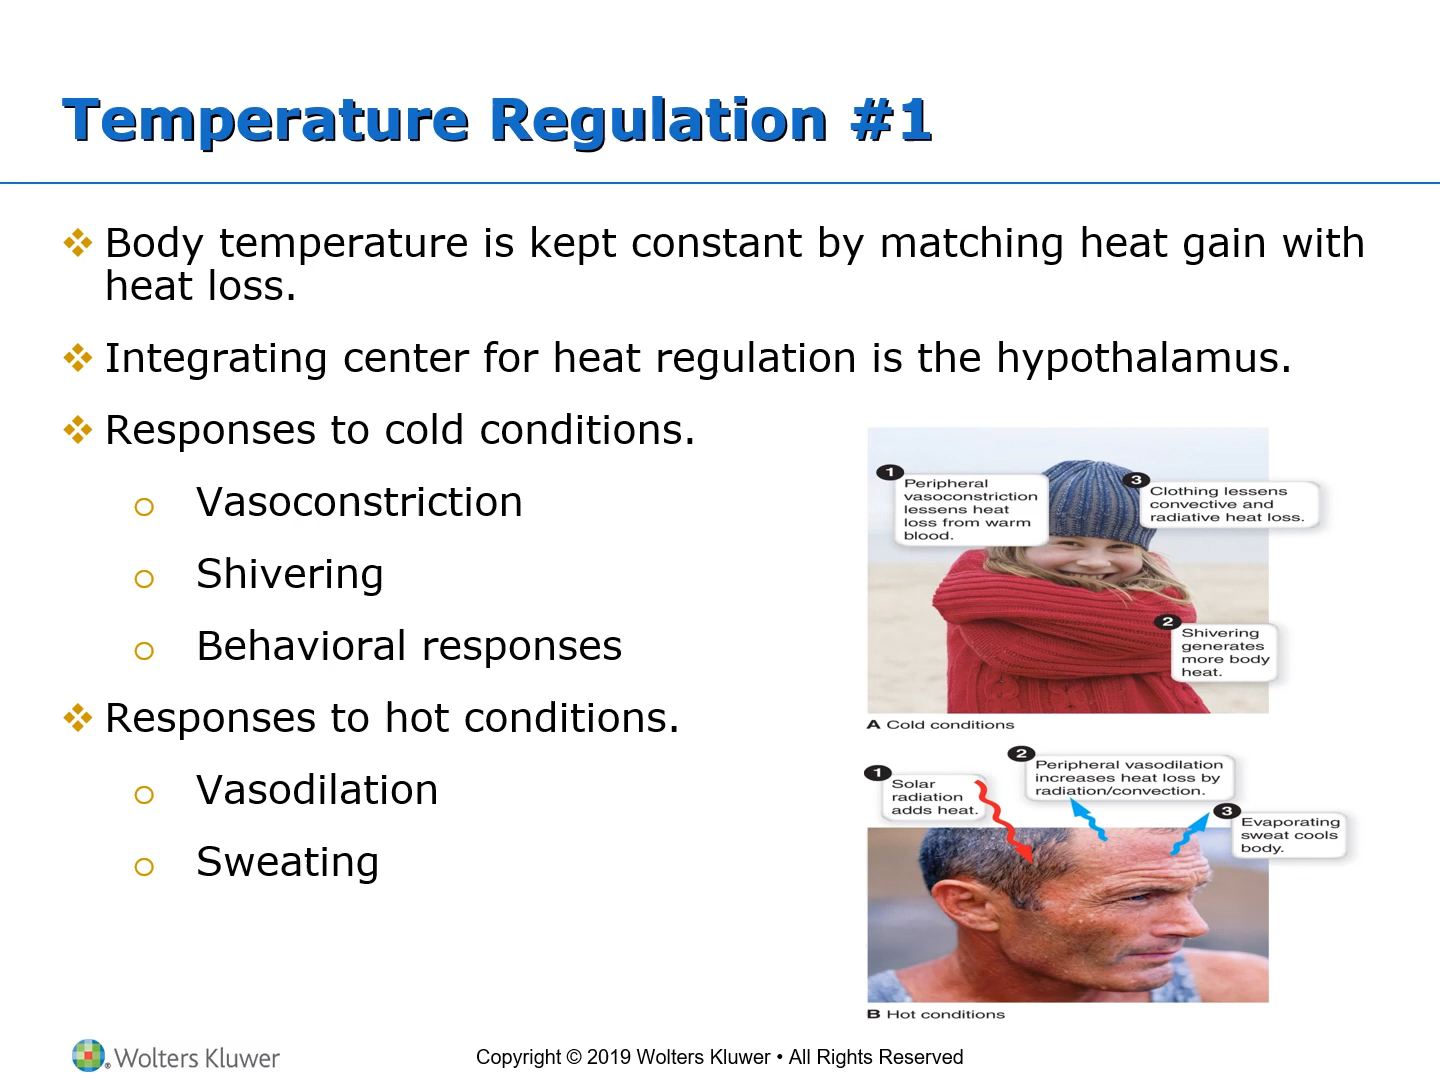 Temperature Regulation #1
Body temperature is kept constant by matching heat gain with
heat loss.
Integrating center for heat regulation is the hypothalamus.
Responses to cold conditions.
Vasoconstriction
Shivering
Behavioral responses
Responses to hot conditions.
Vasodilation
Sweating
1
Peripheral
vasoconstriction
lessens heat
loss from warm
blood.
3
Clothing lessens
convective and
radiative heat loss.
2
Shivering
generates
more body
heat.
A Cold conditions
1
Solar
radiation
adds heat.
2
Peripheral vasodilation
increases heat loss by
radiation/convection.
3
Evaporating
sweat cools
body.
B Hot conditions
® Wolters Kluwer
Copyright © 2019 Wolters Kluwer • All Rights Reserved